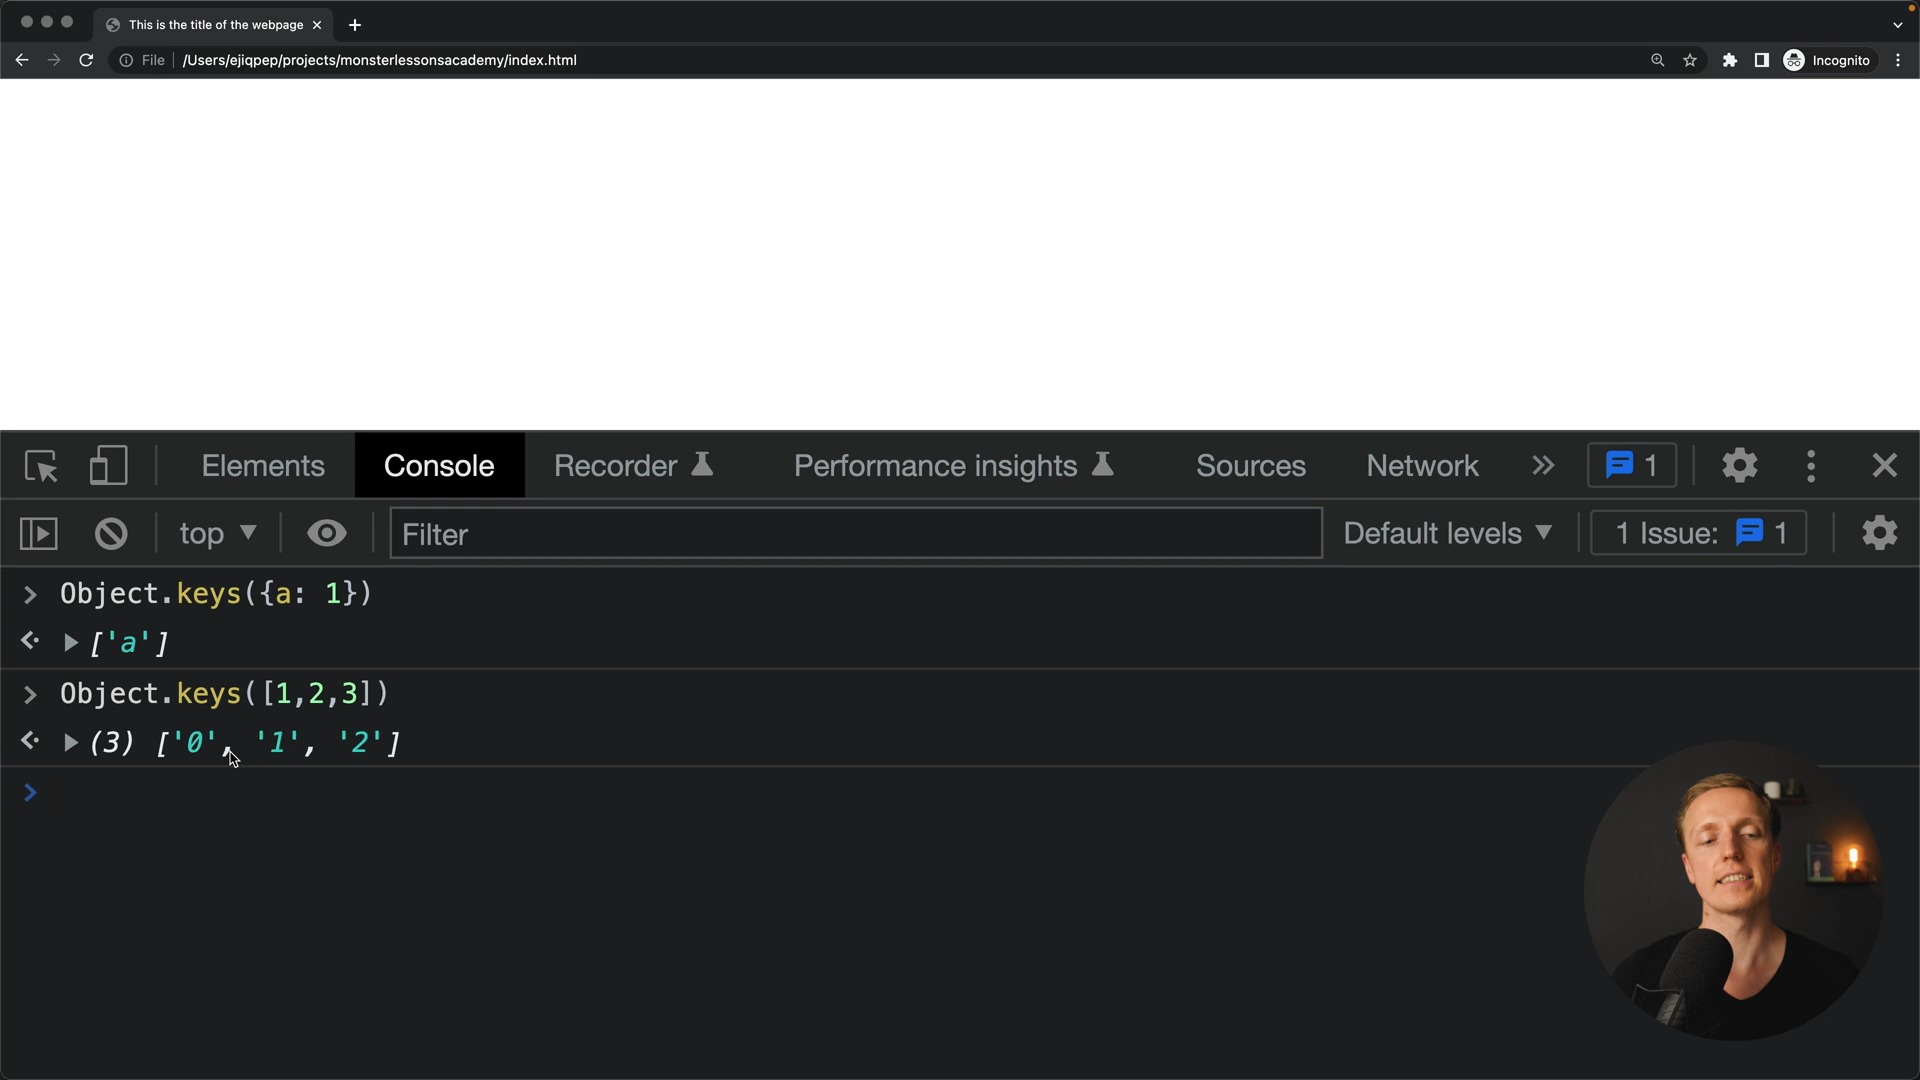 This is the title of the webpage
File /Users/ejiqpep/projects/monsterlessonsacademy/index.html
Incognito
Elements Console Recorder Performance insights Sources Network 1
top Filter Default levels 1 Issue: 1
Object.keys({a: 1})
['a']
Object.keys([1,2,3])
(3) ['0', '1', '2']